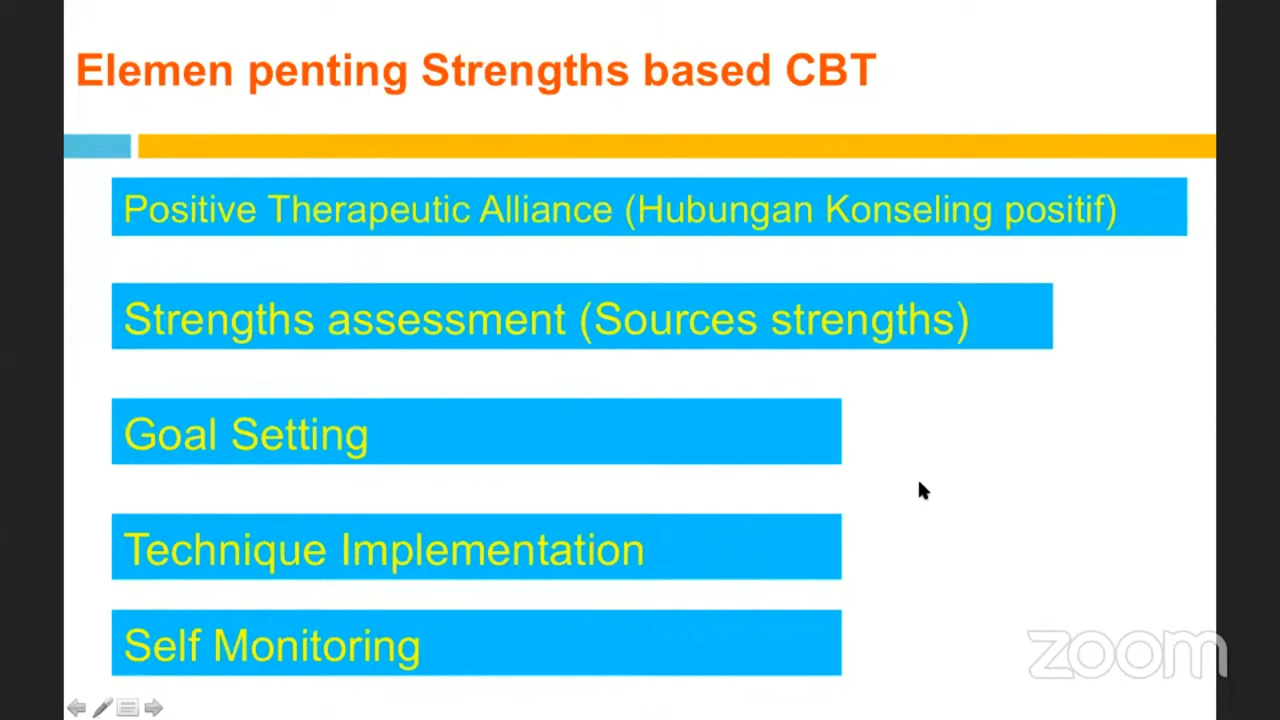 Elemen penting Strengths based CBT
Positive Therapeutic Alliance (Hubungan Konseling positif)
Strengths assessment (Sources strengths)
Goal Setting
Technique Implementation
Self Monitoring
zoom